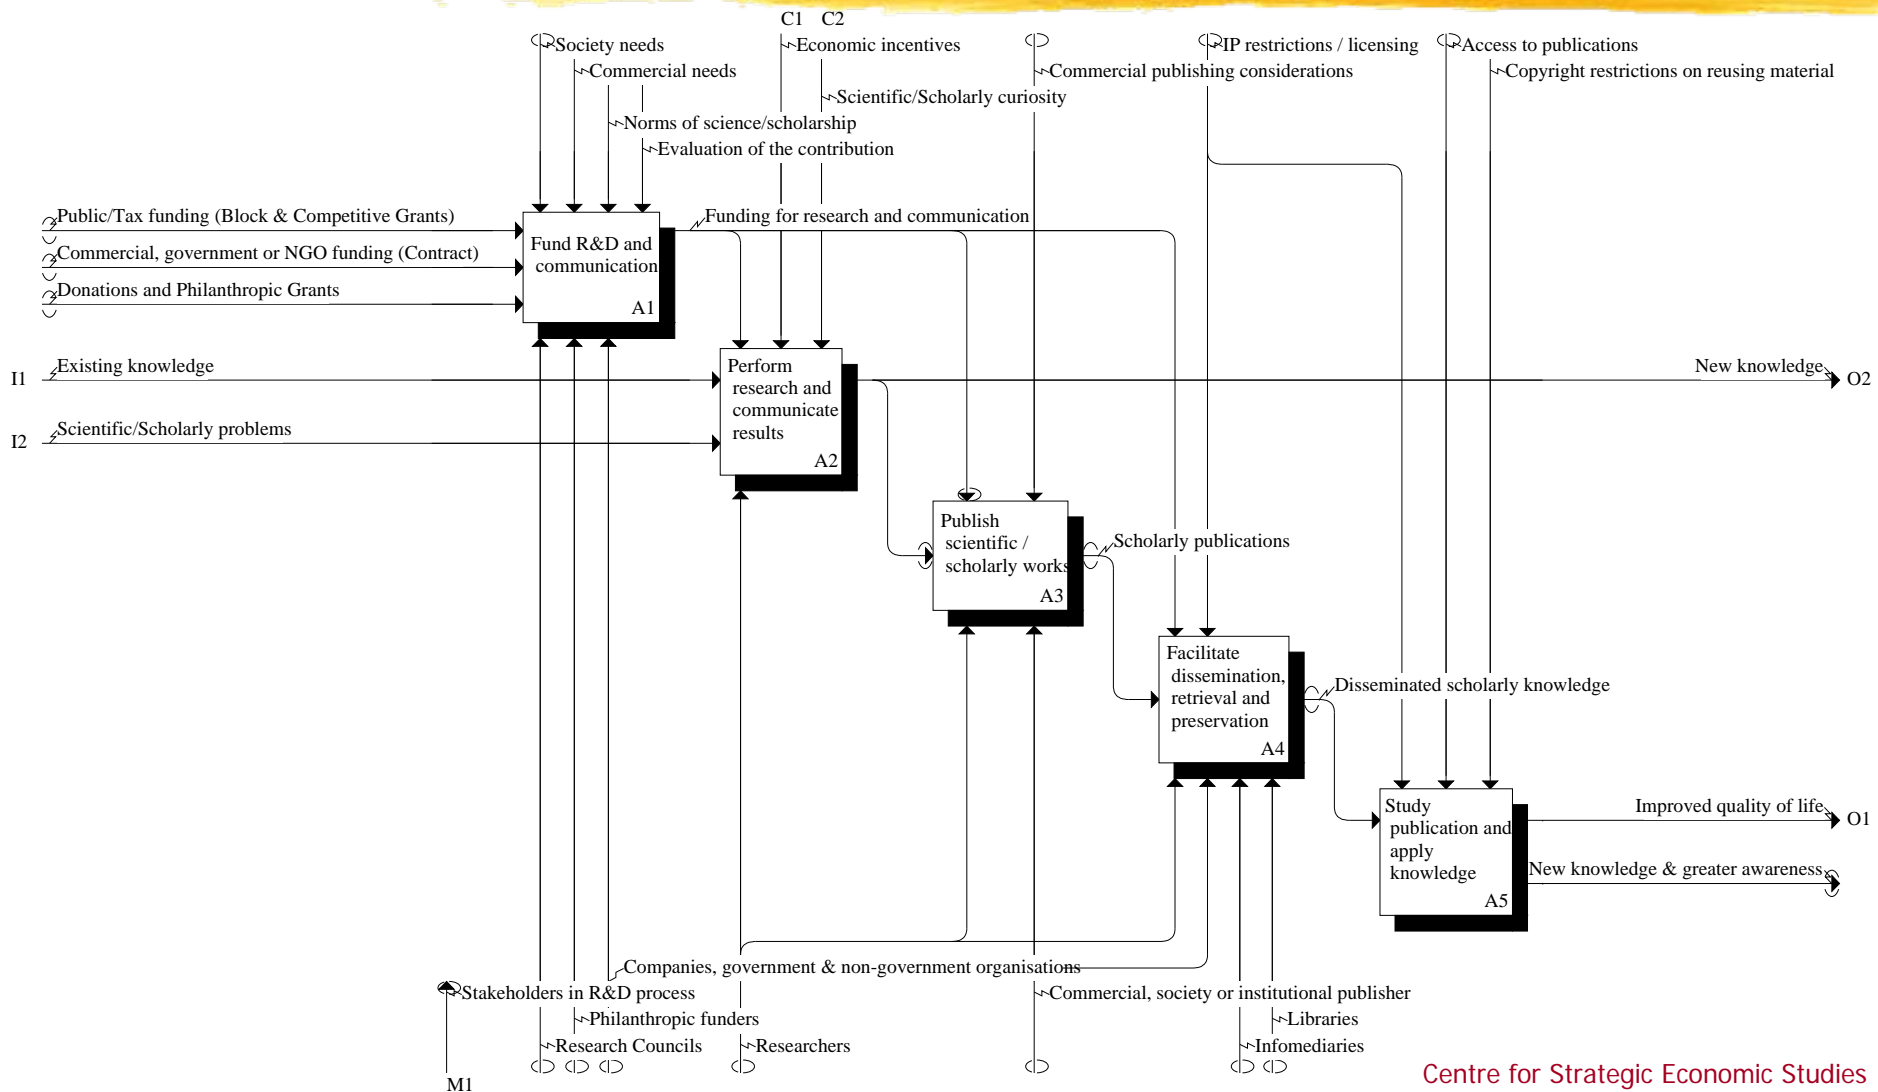 C1 C2
Society needs
Economic incentives
IP restrictions / licensing
Access to publications
Commercial needs
Commercial publishing considerations
Copyright restrictions on reusing material
Scientific/Scholarly curiosity
Norms of science/scholarship
Evaluation of the contribution
Public/Tax funding (Block & Competitive Grants)
Funding for research and communication
Commercial, government or NGO funding (Contract)
Donations and Philanthropic Grants
Fund R&D and
communication
A1
I1
Existing knowledge
New knowledge
O2
I2
Scientific/Scholarly problems
Perform
research and
communicate
results
A2
Publish
scientific /
scholarly works
A3
Scholarly publications
Facilitate
dissemination,
retrieval and
preservation
A4
Disseminated scholarly knowledge
Study
publication and
apply
knowledge
A5
Improved quality of life
O1
New knowledge & greater awareness
Companies, government & non-government organisations
Stakeholders in R&D process
Commercial, society or institutional publisher
Philanthropic funders
Libraries
Research Councils
Researchers
Infomediaries
M1
Centre for Strategic Economic Studies